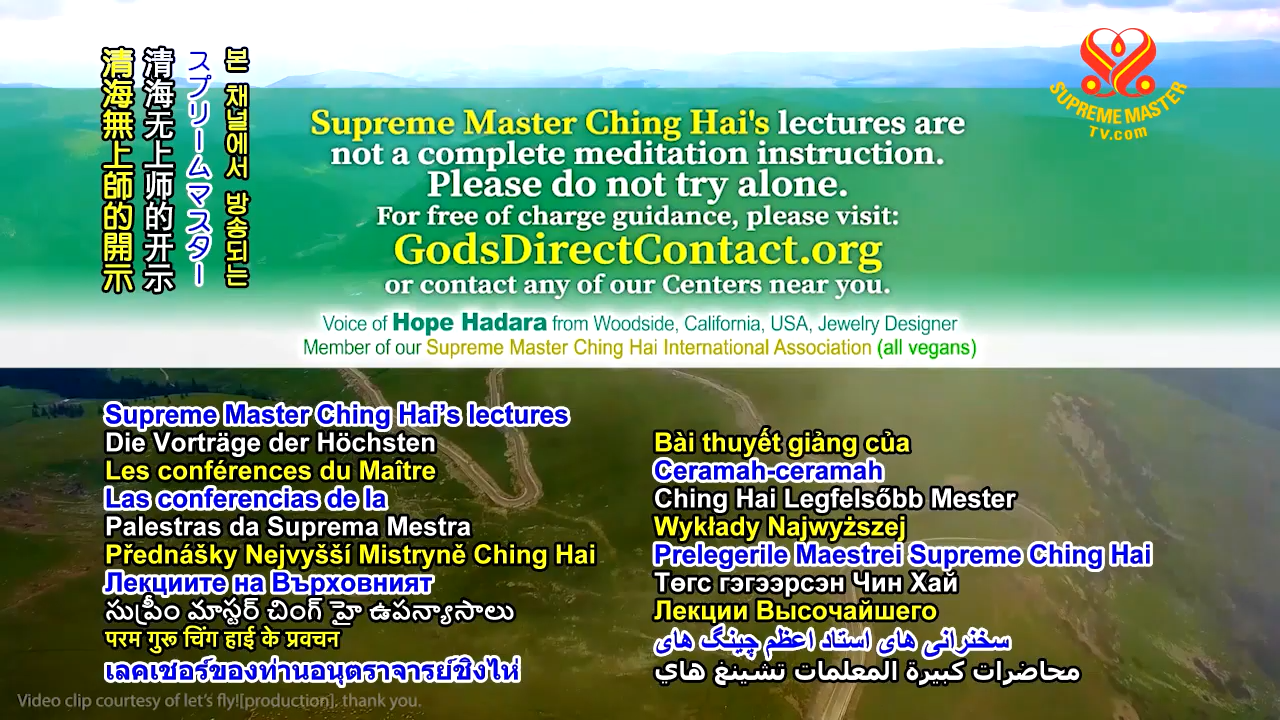 清海無上師的開示
清海无上师的开示
スプリームマスター
본 채널에서 방송되는
SUPREME MASTER
TV.com
Supreme Master Ching Hai's lectures are
not a complete meditation instruction.
Please do not try alone.
For free of charge guidance, please visit:
GodsDirectContact.org
or contact any of our Centers near you.
Voice of Hope Hadara from Woodside, California, USA, Jewelry Designer
Member of our Supreme Master Ching Hai International Association (all vegans)
Supreme Master Ching Hai’s lectures
Die Vorträge der Höchsten
Les conférences du Maître
Las conferencias de la
Palestras da Suprema Mestra
Přednášky Nejvyšší Mistryně Ching Hai
Лекциите на Върховният
సుప్రీం మాస్టర్ చింగ్ హై ఉపన్యాసాలు
परम गुरू चिंग हाई के प्रवचन
เลคเชอร์ของท่านอนุตราจารย์ชิงไห่
Bài thuyết giảng của
Ceramah-ceramah
Ching Hai Legfelsőbb Mester
Wykłady Najwyższej
Prelegerile Maestrei Supreme Ching Hai
Төгс гэгээрсэн Чин Хай
Лекции Высочайшего
سخنرانی های استاد اعظم چینگ های
محاضرات كبيرة المعلمات تشينغ هاي
Video clip courtesy of let’s fly![production]. thank you.